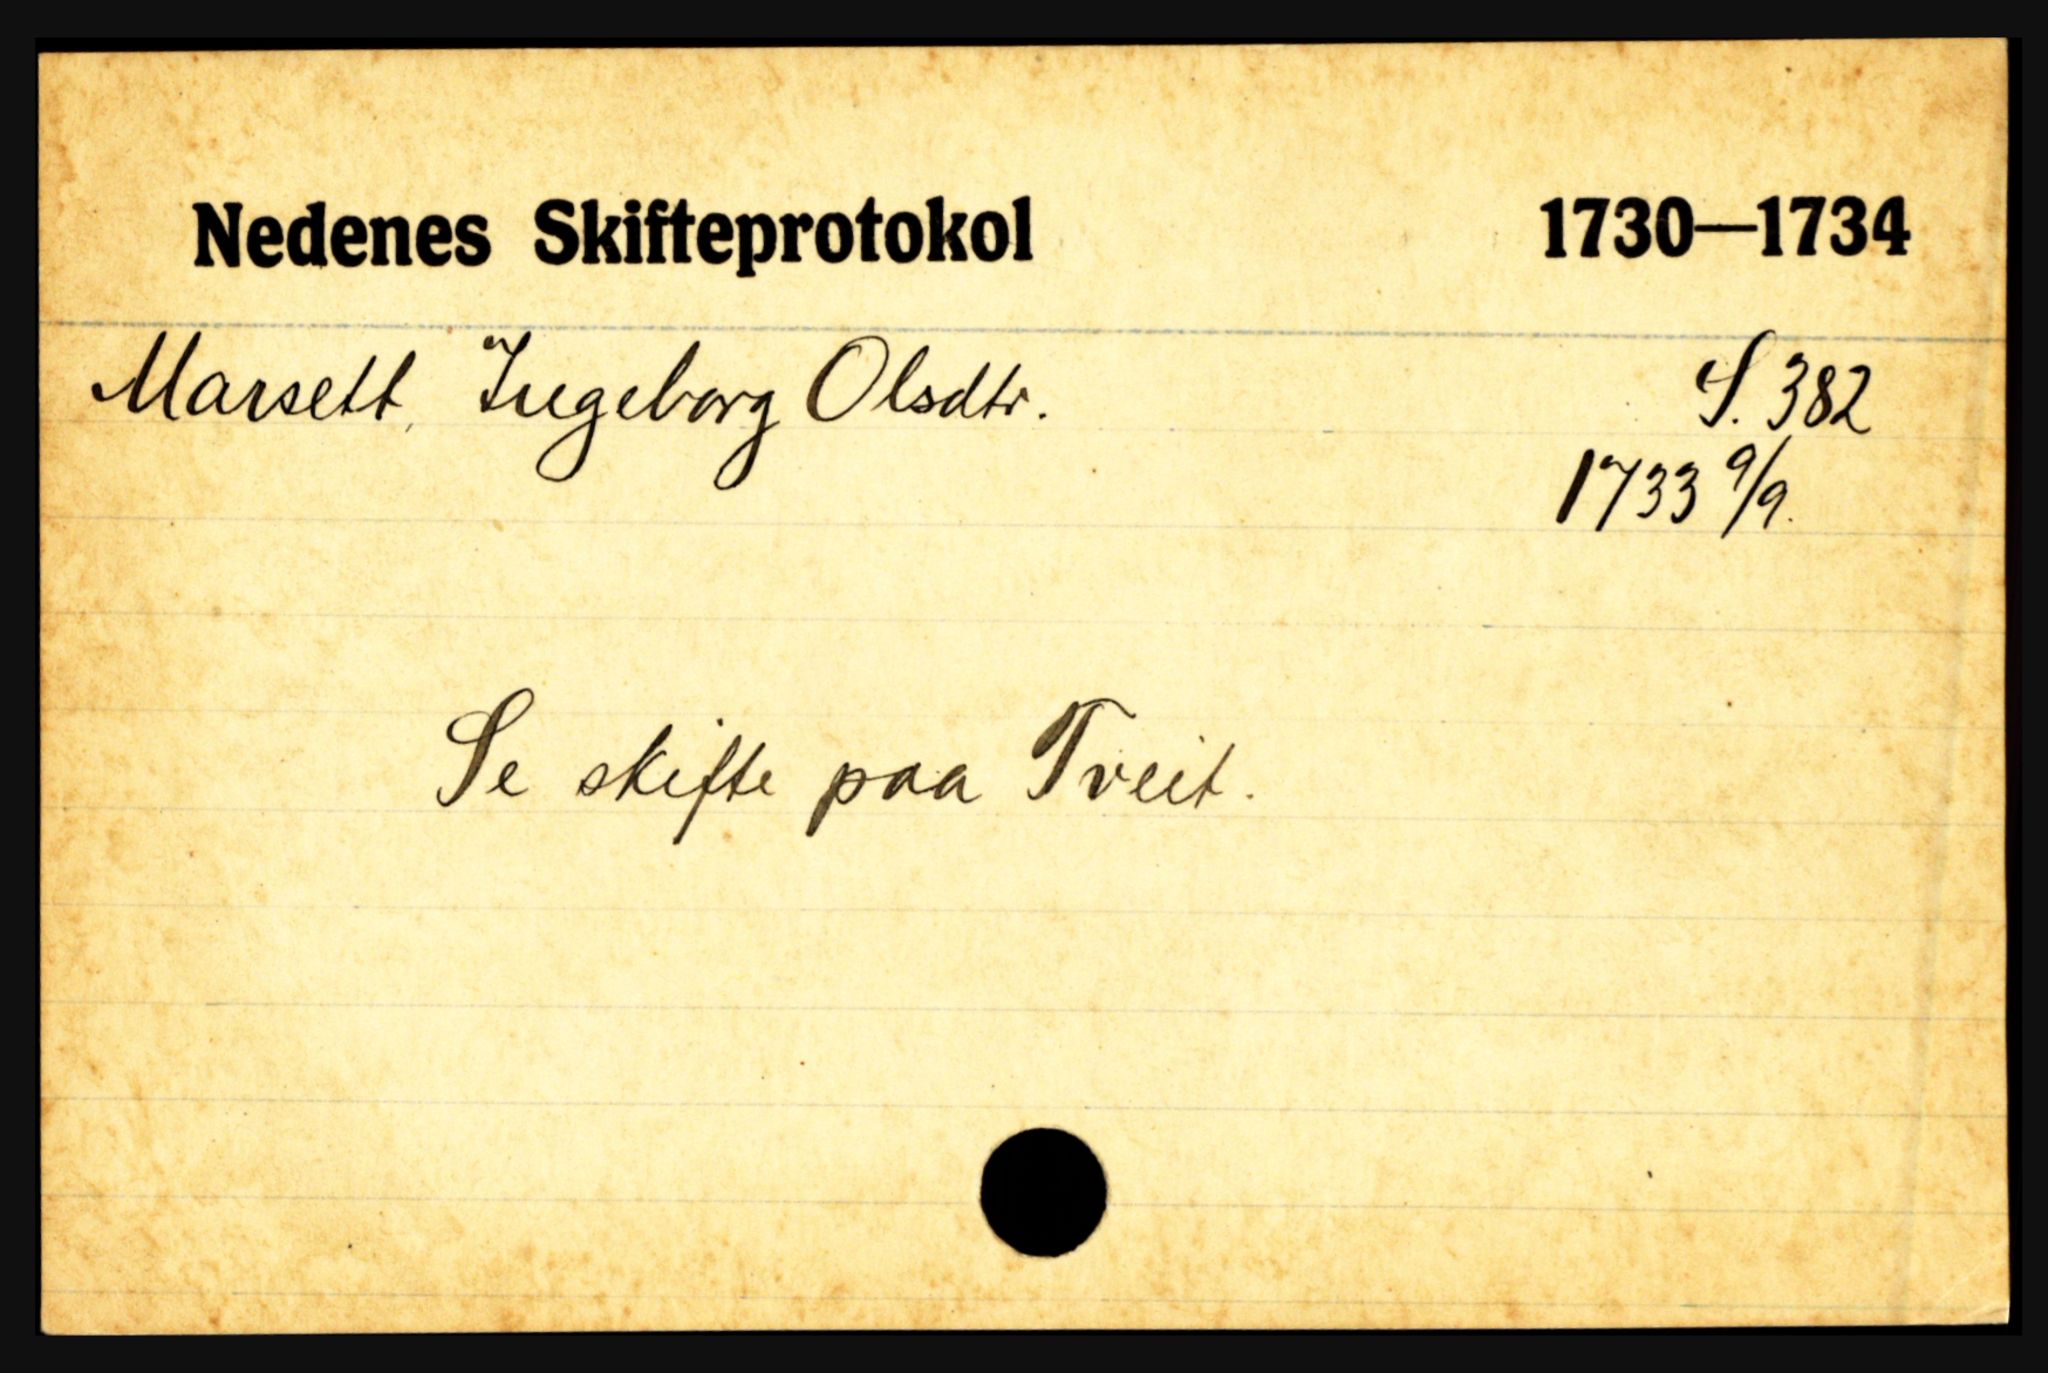 Nedenes Skifteprotokol 1730—1734
Marsett, Ingeborg Olsdtr. S. 382
1733 9/9.
Se skifte paa Tveit.